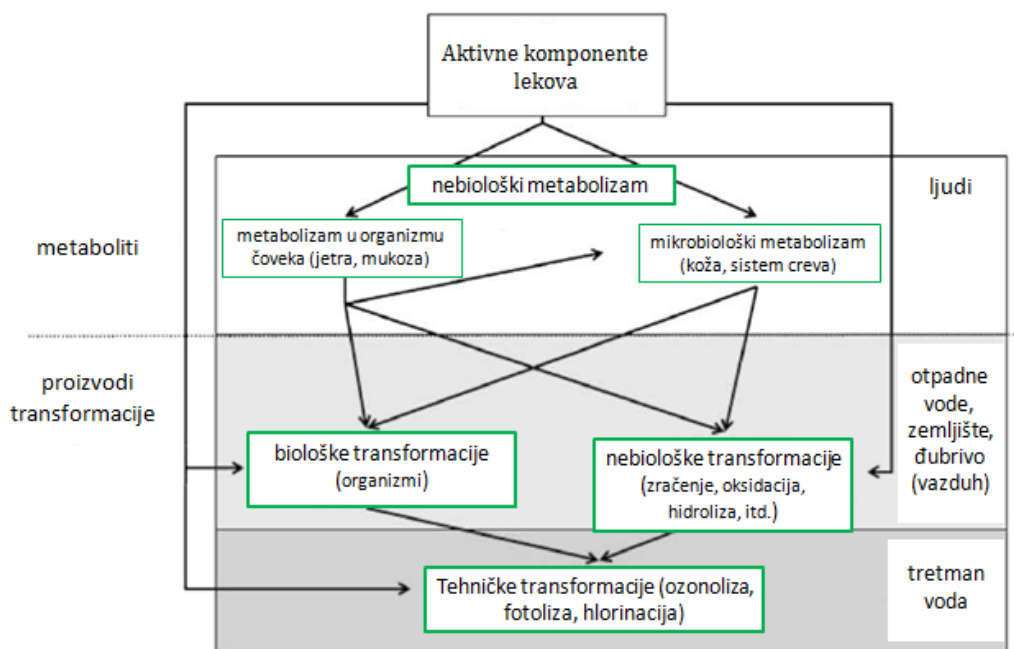 Aktivne komponente
lekova
nebiološki metabolizam
ljudi
metaboliti
metabolizam u organizmu
čoveka (jetra, mukoza)
mikrobiološki metabolizam
(koža, sistem creva)
proizvodi
transformacije
biološke transformacije
(organizmi)
nebiološke transformacije
(zračenje, oksidacija,
hidroliza, itd.)
otpadne
vode,
zemljište,
đubrivo
(vazduh)
Tehničke transformacije (ozonoliza,
fotoliza, hlorinacija)
tretman
voda